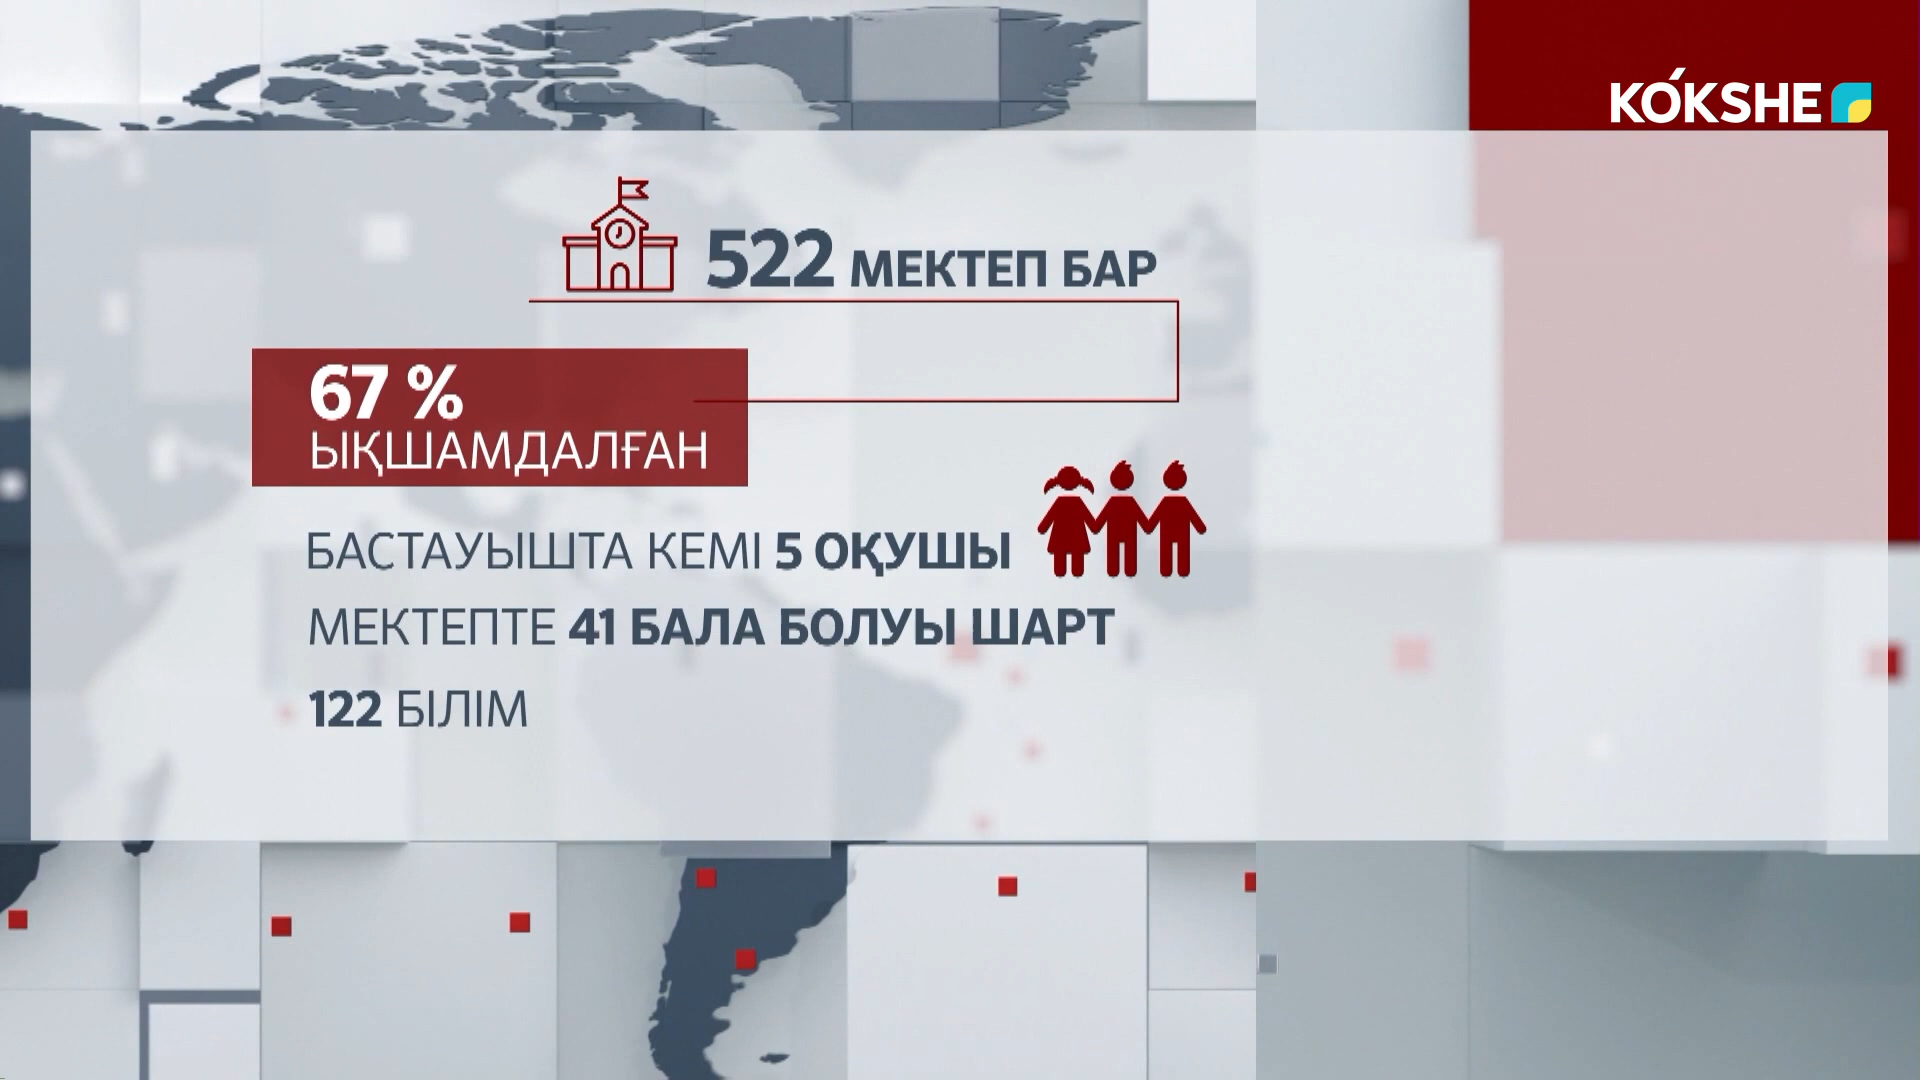 KÓKSHE
522 МЕКТЕП БАР
67 %
ЫҚШАМДАЛҒАН
БАСТАУЫШТА КЕМІ 5 ОҚУШЫ
МЕКТЕПТЕ 41 БАЛА БОЛУЫ ШАРТ
122 БІЛІМ